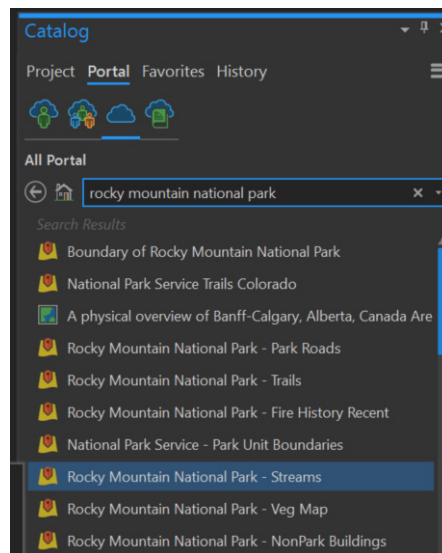 Catalog
Project Portal Favorites History
All Portal
rocky mountain national park
Search Results
Boundary of Rocky Mountain National Park
National Park Service Trails Colorado
A physical overview of Banff-Calgary, Alberta, Canada Are
Rocky Mountain National Park - Park Roads
Rocky Mountain National Park - Trails
Rocky Mountain National Park - Fire History Recent
National Park Service - Park Unit Boundaries
Rocky Mountain National Park - Streams
Rocky Mountain National Park - Veg Map
Rocky Mountain National Park - NonPark Buildings